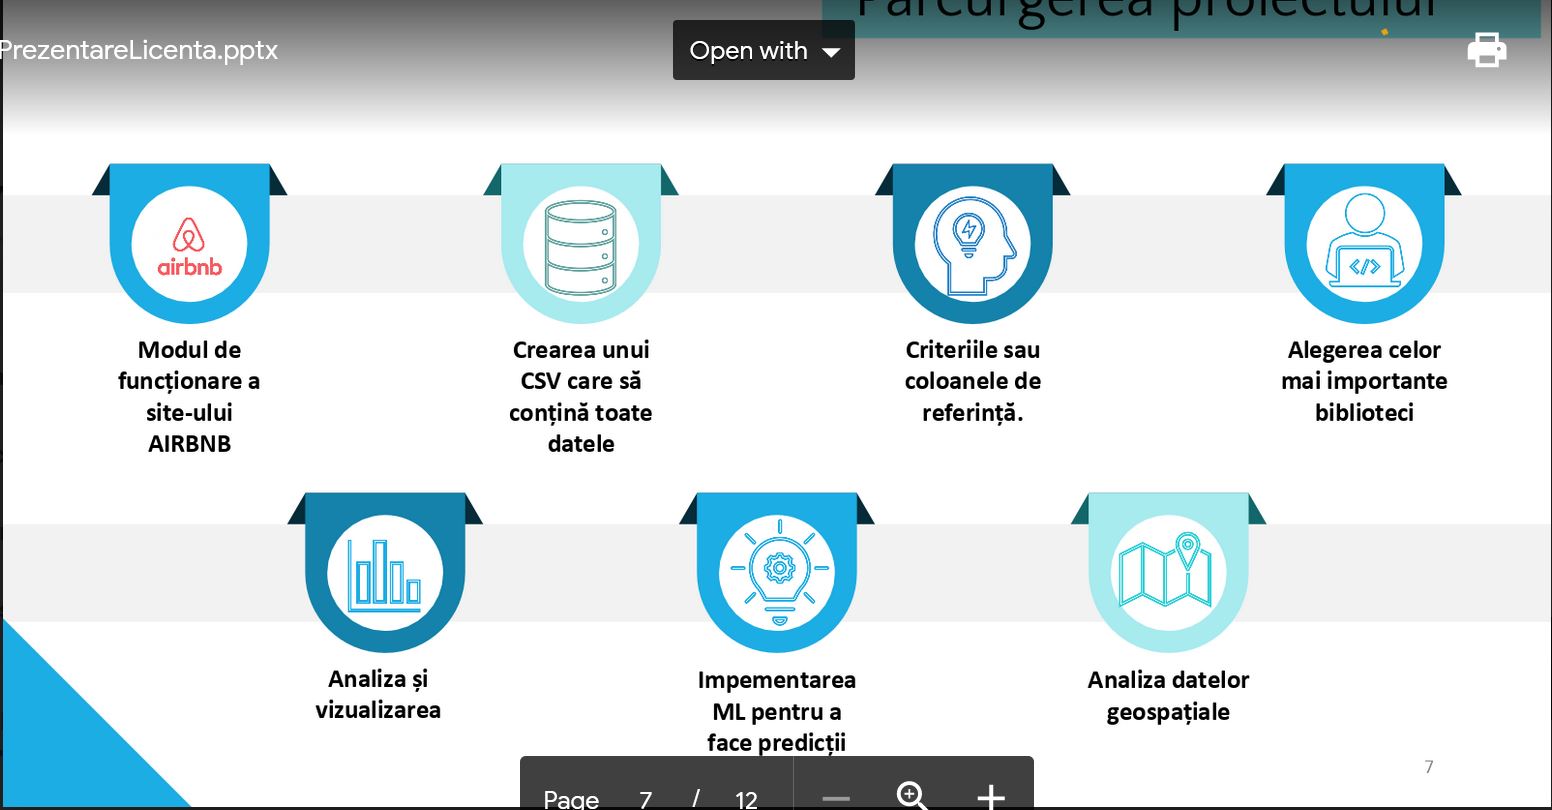 Parcurgerea proiectului
PrezentareLicenta.pptx
Open with
airbnb
</>
Modul de
funcționare a
site-ului
AIRBNB
Crearea unui
CSV care să
conțină toate
datele
Criteriile sau
coloanele de
referință.
Alegerea celor
mai importante
biblioteci
Analiza și
vizualizarea
Impementarea
ML pentru a
face predicții
Analiza datelor
geospațiale
7
Page 7 / 12